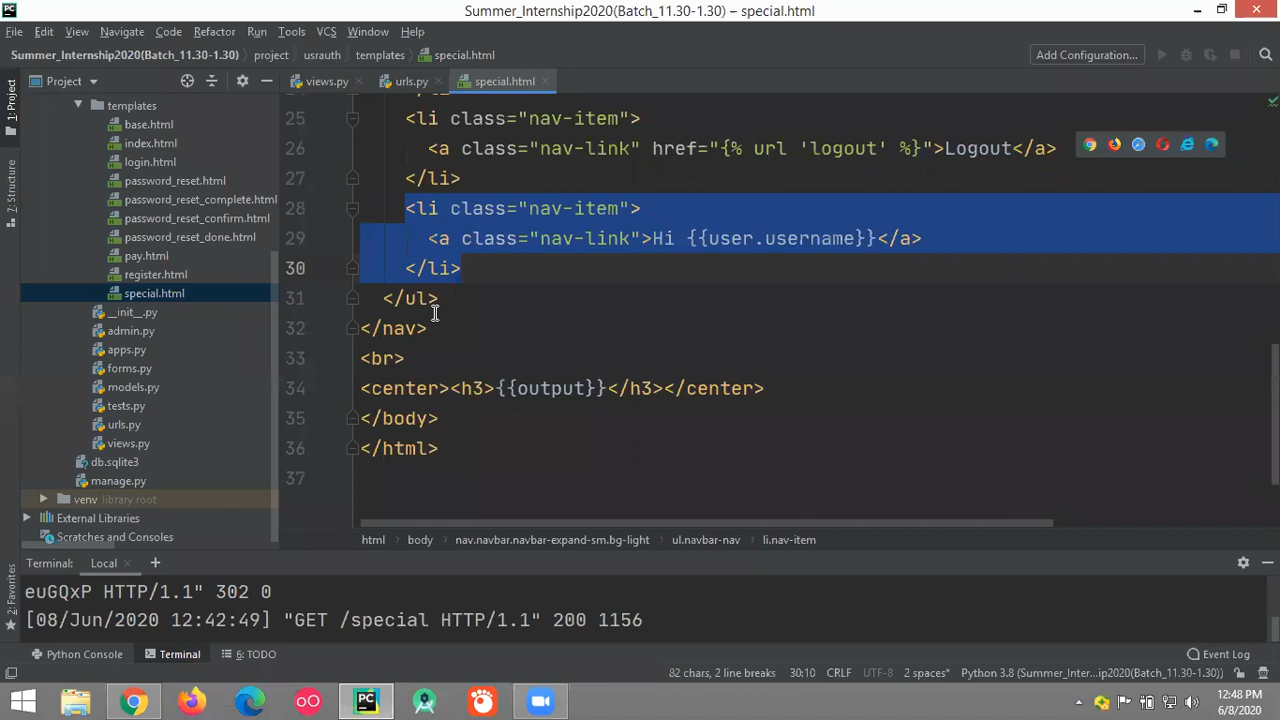 Summer_Internship2020(Batch_11.30-1.30) – special.html
File Edit View Navigate Code Refactor Run Tools VCS Window Help
Summer_Internship2020(Batch_11.30-1.30) project usrauth templates special.html Add Configuration...
1: Project
Project
views.py
urls.py
special.html
templates
base.html
index.html
login.html
password_reset.html
password_reset_complete.html
password_reset_confirm.html
password_reset_done.html
pay.html
register.html
special.html
__init__.py
admin.py
apps.py
forms.py
models.py
tests.py
urls.py
views.py
db.sqlite3
manage.py
venv library root
External Libraries
Scratches and Consoles
7: Structure
2: Favorites
25 <li class="nav-item">
26 <a class="nav-link" href="{% url 'logout' %}">Logout</a>
27 </li>
28 <li class="nav-item">
29 <a class="nav-link">Hi {{user.username}}</a>
30 </li>
31 </ul>
32 </nav>
33 <br>
34 <center><h3>{{output}}</h3></center>
35 </body>
36 </html>
37
html body nav.navbar.navbar-expand-sm.bg-light ul.navbar-nav li.nav-item
Terminal: Local
euGQxP HTTP/1.1" 302 0
[08/Jun/2020 12:42:49] "GET /special HTTP/1.1" 200 1156
Python Console Terminal 6: TODO Event Log
82 chars, 2 line breaks 30:10 CRLF UTF-8 2 spaces* Python 3.8 (Summer_Inter...ip2020(Batch_11.30-1.30))
12:48 PM
6/8/2020